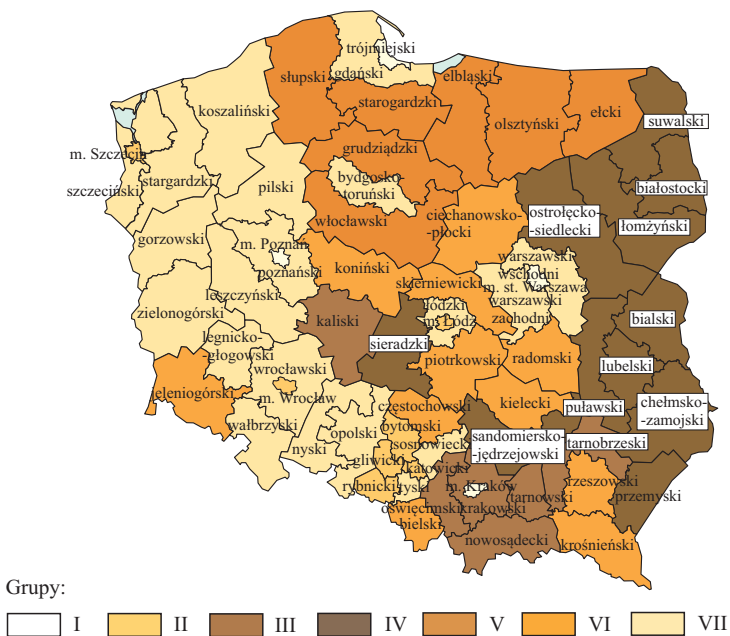 trójmiejski
gdański
słupski
elbląski
koszaliński
starogardzki
olsztyński
ełcki
suwalski
m. Szczecin
grudziądzki
stargardzki
szczeciński
pilski
bydgosko-
toruński
białostocki
włocławski
ciechanowsko-
-płocki
ostrołęcko-
-siedlecki
łomżyński
gorzowski
m. Poznań
poznański
warszawski
wschodni
m. st. Warszawa
warszawski
zachodni
koniński
skierniewicki
leszczyński
zielonogórski
kaliski
łódzki
m. Łódź
bialski
legnicko-
-głogowski
sieradzki
wrocławski
piotrkowski
radomski
lubelski
jeleniogórski
m. Wrocław
częstochowski
kielecki
puławski
chełmsko-
-zamojski
wałbrzyski
opolski
bytomski
sosnowiecki
sandomiersko-
-jędrzejowski
tarnobrzeski
nyski
gliwicki
katowicki
rybnicki
tyski
m. Kraków
rzeszowski
przemyski
oświęcimski
krakowski
tarnowski
bielski
nowosądecki
krośnieński
Grupy:
I II III IV V VI VII